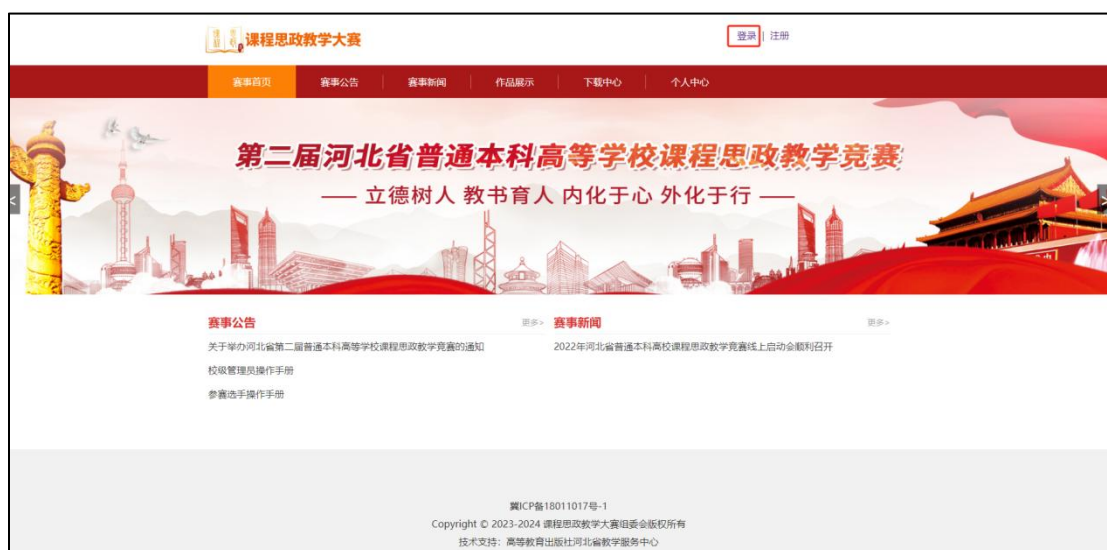 课程思政教学大赛
登录 | 注册
赛事首页 赛事公告 赛事新闻 作品展示 下载中心 个人中心
第二届河北省普通本科高等学校课程思政教学竞赛
—— 立德树人 教书育人 内化于心 外化于行 ——
<
>
赛事公告 更多>
关于举办河北省第二届普通本科高等学校课程思政教学竞赛的通知
校级管理员操作手册
参赛选手操作手册
赛事新闻 更多>
2022年河北省普通本科高校课程思政教学竞赛线上启动会顺利召开
冀ICP备18011017号-1
Copyright © 2023-2024 课程思政教学大赛组委会版权所有
技术支持：高等教育出版社河北省教学服务中心